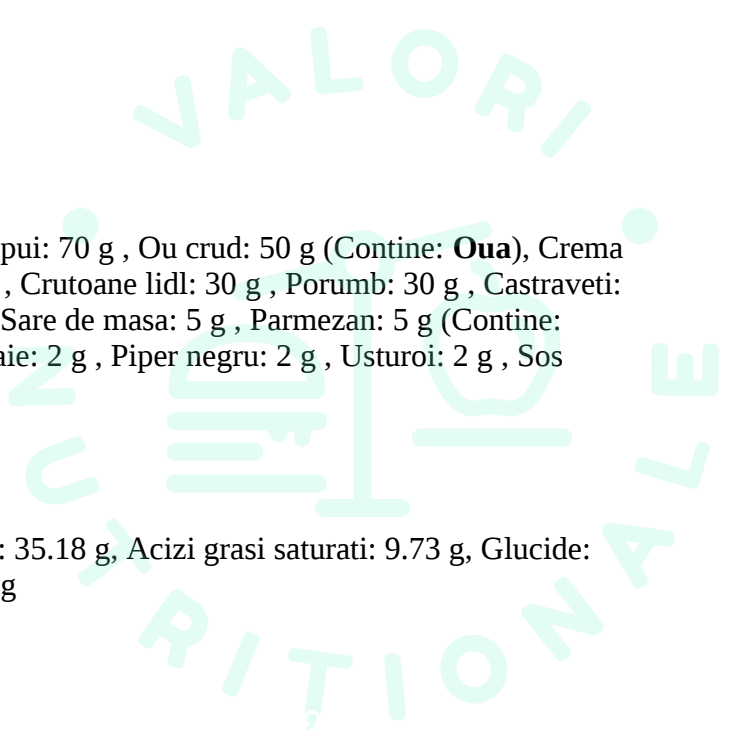 VALORI
pui: 70 g , Ou crud: 50 g (Contine: Oua), Crema
, Crutoane lidl: 30 g , Porumb: 30 g , Castraveti:
Sare de masa: 5 g , Parmezan: 5 g (Contine:
aie: 2 g , Piper negru: 2 g , Usturoi: 2 g , Sos
: 35.18 g, Acizi grasi saturati: 9.73 g, Glucide:
g
NUTRITIONALE